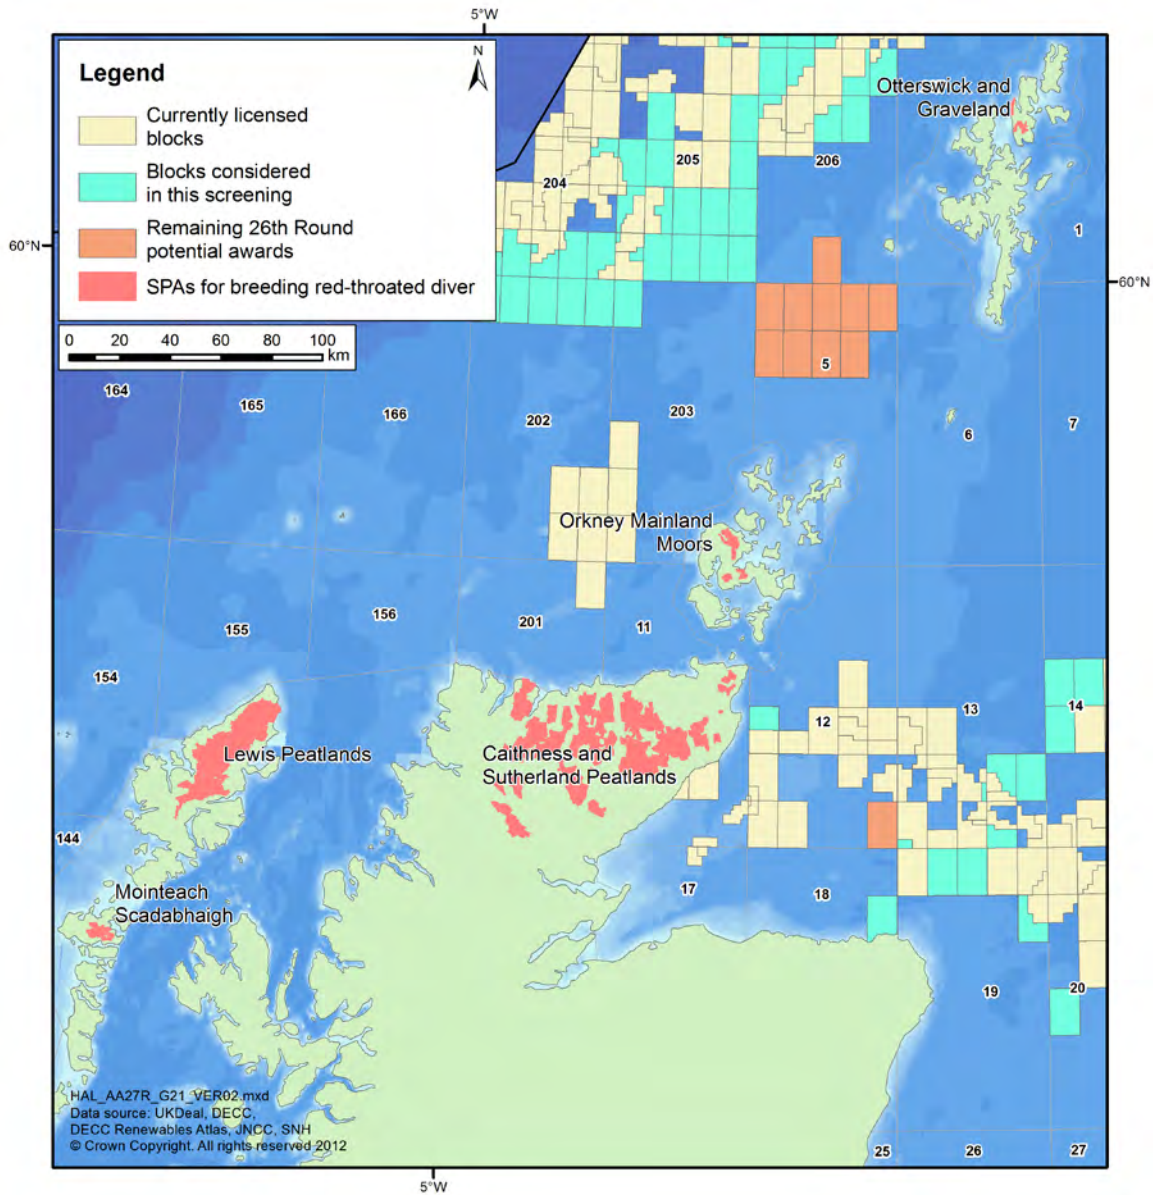 5°W
N
Legend
Currently licensed
blocks
Blocks considered
in this screening
Remaining 26th Round
potential awards
SPAs for breeding red-throated diver
0 20 40 60 80 100
km
Otterswick and
Graveland
204
205
206
1
60°N
60°N
164
165
166
202
203
5
6
7
Orkney Mainland
Moors
154
155
156
201
11
12
13
14
Lewis Peatlands
Caithness and
Sutherland Peatlands
144
Mointeach
Scadabhaigh
17
18
19
20
25
26
27
HAL_AA27R_G21_VER02.mxd
Data source: UKDeal, DECC,
DECC Renewables Atlas, JNCC, SNH
© Crown Copyright. All rights reserved 2012
5°W